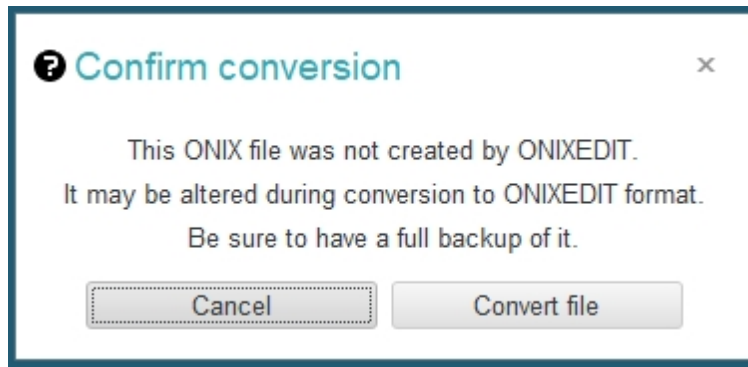 Confirm conversion
This ONIX file was not created by ONIXEDIT.
It may be altered during conversion to ONIXEDIT format.
Be sure to have a full backup of it.
Cancel
Convert file